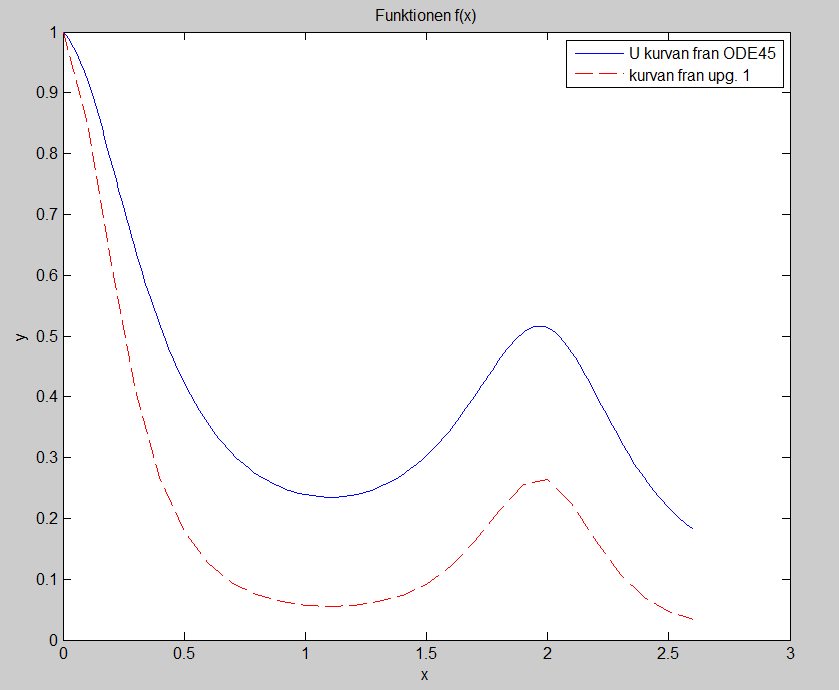 Funktionen f(x)
U kurvan fran ODE45
kurvan fran upg. 1
1
0.9
0.8
0.7
0.6
0.5
0.4
0.3
0.2
0.1
0
y
0 0.5 1 1.5 2 2.5 3
x